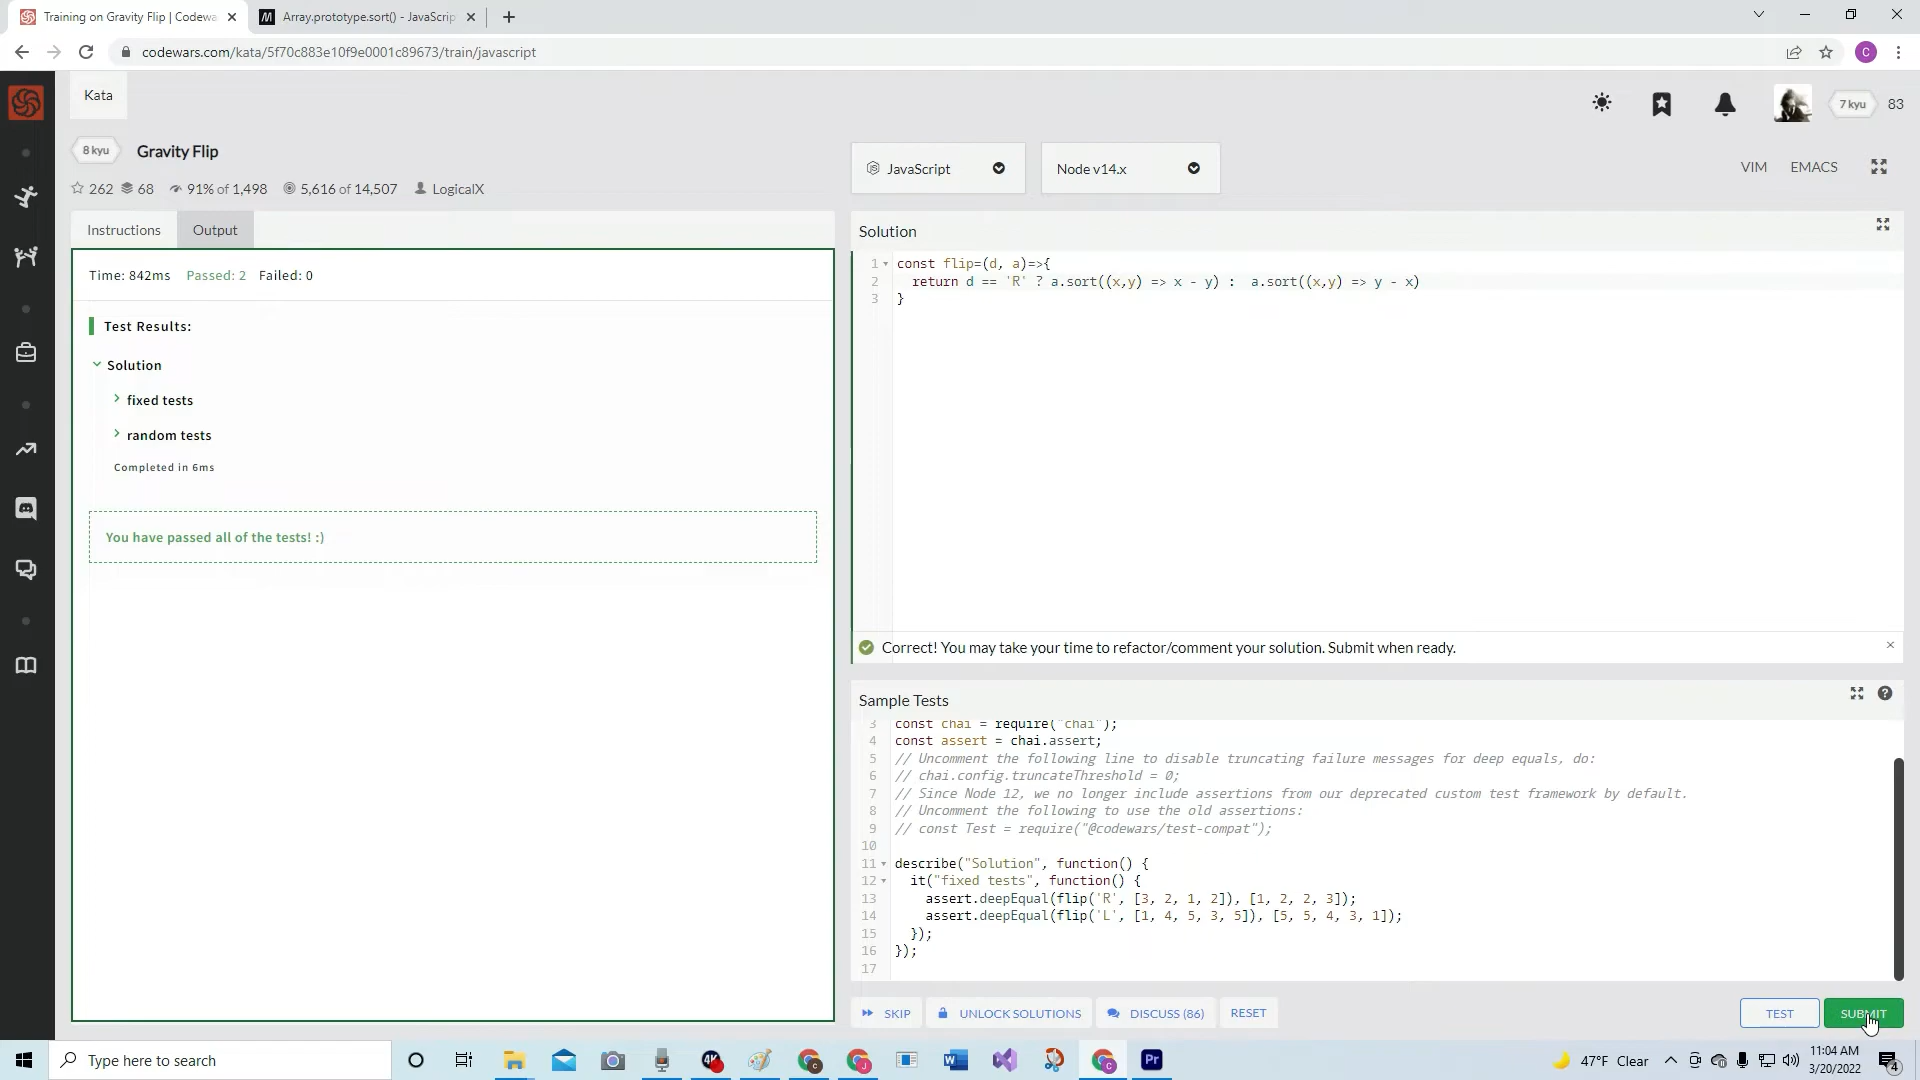 Training on Gravity Flip | Codewa
Array.prototype.sort() - JavaScrip
codewars.com/kata/5f70c883e10f9e0001c89673/train/javascript
C
Kata
7 kyu
83
8 kyu
Gravity Flip
262 68 91% of 1,498 5,616 of 14,507 LogicalX
JavaScript
Node v14.x
VIM
EMACS
Instructions
Output
Time: 842ms Passed: 2 Failed: 0
Test Results:
Solution
fixed tests
random tests
Completed in 6ms
You have passed all of the tests! :)
Solution
1 const flip=(d, a)=>{
2 return d == 'R' ? a.sort((x,y) => x - y) :  a.sort((x,y) => y - x)
3 }
Correct! You may take your time to refactor/comment your solution. Submit when ready.
Sample Tests
3 const chai = require("chai");
4 const assert = chai.assert;
5 // Uncomment the following line to disable truncating failure messages for deep equals, do:
6 // chai.config.truncateThreshold = 0;
7 // Since Node 12, we no longer include assertions from our deprecated custom test framework by default.
8 // Uncomment the following to use the old assertions:
9 // const Test = require("@codewars/test-compat");
10
11 describe("Solution", function() {
12 it("fixed tests", function() {
13 assert.deepEqual(flip('R', [3, 2, 1, 2]), [1, 2, 2, 3]);
14 assert.deepEqual(flip('L', [1, 4, 5, 3, 5]), [5, 5, 4, 3, 1]);
15 });
16 });
17
SKIP
UNLOCK SOLUTIONS
DISCUSS (86)
RESET
TEST
SUBMIT
Type here to search
47°F Clear
11:04 AM
3/20/2022
4